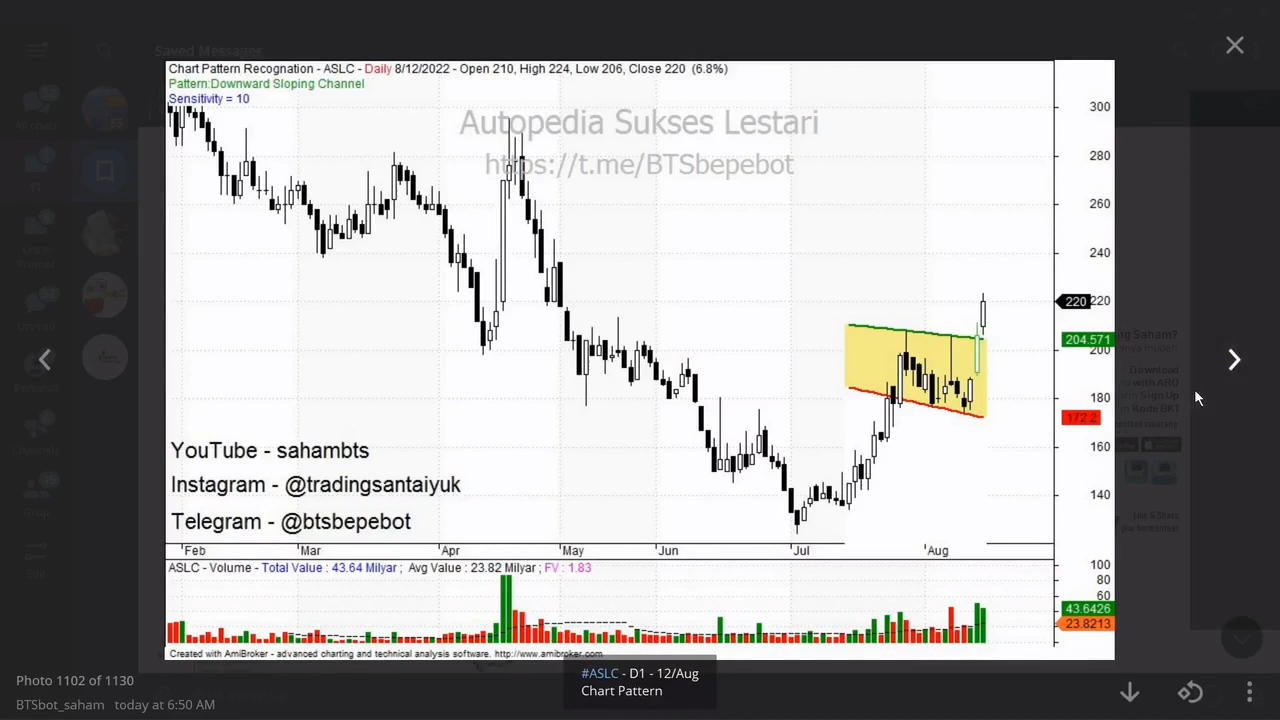 Saved Messages
Chart Pattern Recognation - ASLC - Daily 8/12/2022 - Open 210, High 224, Low 206, Close 220 (6.8%)
Pattern:Downward Sloping Channel
Sensitivity = 10
Autopedia Sukses Lestari
https://t.me/BTSbepebot
300
280
260
240
220 220
204.571
200
180
172.2
160
140
YouTube - sahambts
Instagram - @tradingsantaiyuk
Telegram - @btsbepebot
Feb Mar Apr May Jun Jul Aug
ASLC - Volume - Total Value : 43.64 Milyar ; Avg Value : 23.82 Milyar ; FV : 1.83
100
80
60
43.6426
23.8213
Created with AmiBroker - advanced charting and technical analysis software. http://www.amibroker.com
#ASLC - D1 - 12/Aug
Chart Pattern
Photo 1102 of 1130
BTSbot_saham today at 6:50 AM